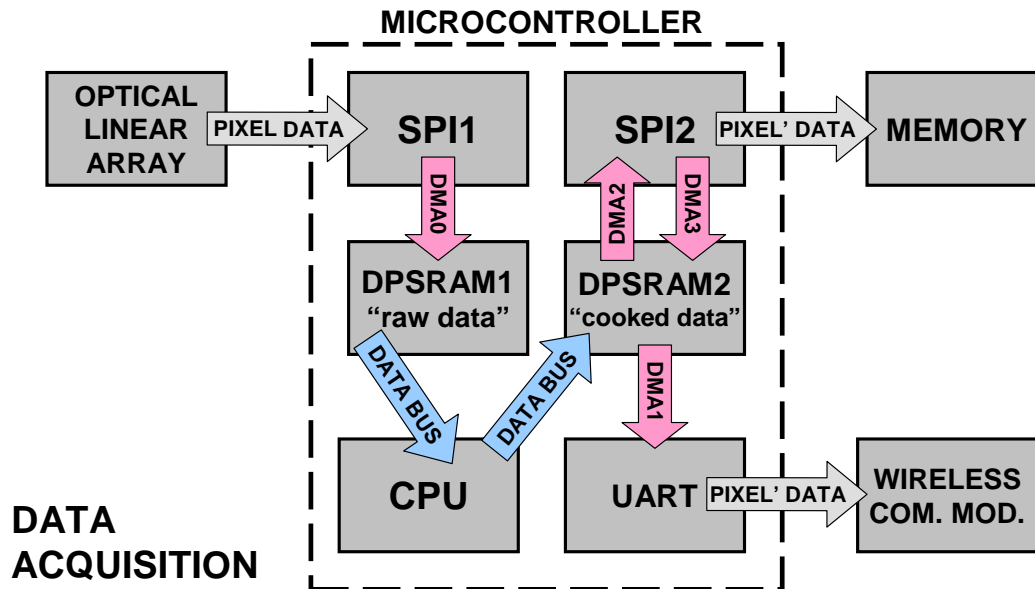 MICROCONTROLLER
OPTICAL
LINEAR
ARRAY
PIXEL DATA
SPI1
SPI2
PIXEL’ DATA
MEMORY
DMA0
DMA2
DMA3
DPSRAM1
“raw data”
DPSRAM2
“cooked data”
DATA BUS
DATA BUS
DMA1
CPU
UART
PIXEL’ DATA
WIRELESS
COM. MOD.
DATA
ACQUISITION